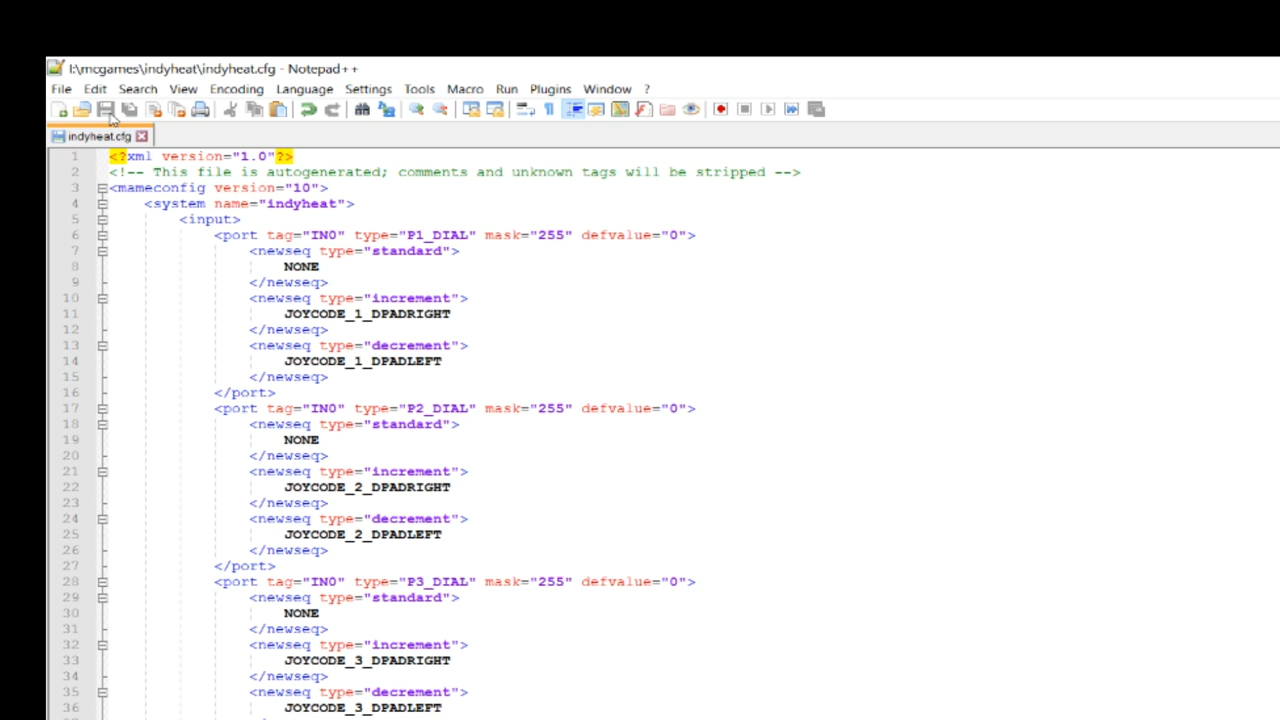 I:\mcgames\indyheat\indyheat.cfg - Notepad++
File Edit Search View Encoding Language Settings Tools Macro Run Plugins Window ?
indyheat.cfg
1 <?xml version="1.0"?>
2 <!-- This file is autogenerated; comments and unknown tags will be stripped -->
3 <mameconfig version="10">
4 <system name="indyheat">
5 <input>
6 <port tag="IN0" type="P1_DIAL" mask="255" defvalue="0">
7 <newseq type="standard">
8 NONE
9 </newseq>
10 <newseq type="increment">
11 JOYCODE_1_DPADRIGHT
12 </newseq>
13 <newseq type="decrement">
14 JOYCODE_1_DPADLEFT
15 </newseq>
16 </port>
17 <port tag="IN0" type="P2_DIAL" mask="255" defvalue="0">
18 <newseq type="standard">
19 NONE
20 </newseq>
21 <newseq type="increment">
22 JOYCODE_2_DPADRIGHT
23 </newseq>
24 <newseq type="decrement">
25 JOYCODE_2_DPADLEFT
26 </newseq>
27 </port>
28 <port tag="IN0" type="P3_DIAL" mask="255" defvalue="0">
29 <newseq type="standard">
30 NONE
31 </newseq>
32 <newseq type="increment">
33 JOYCODE_3_DPADRIGHT
34 </newseq>
35 <newseq type="decrement">
36 JOYCODE_3_DPADLEFT